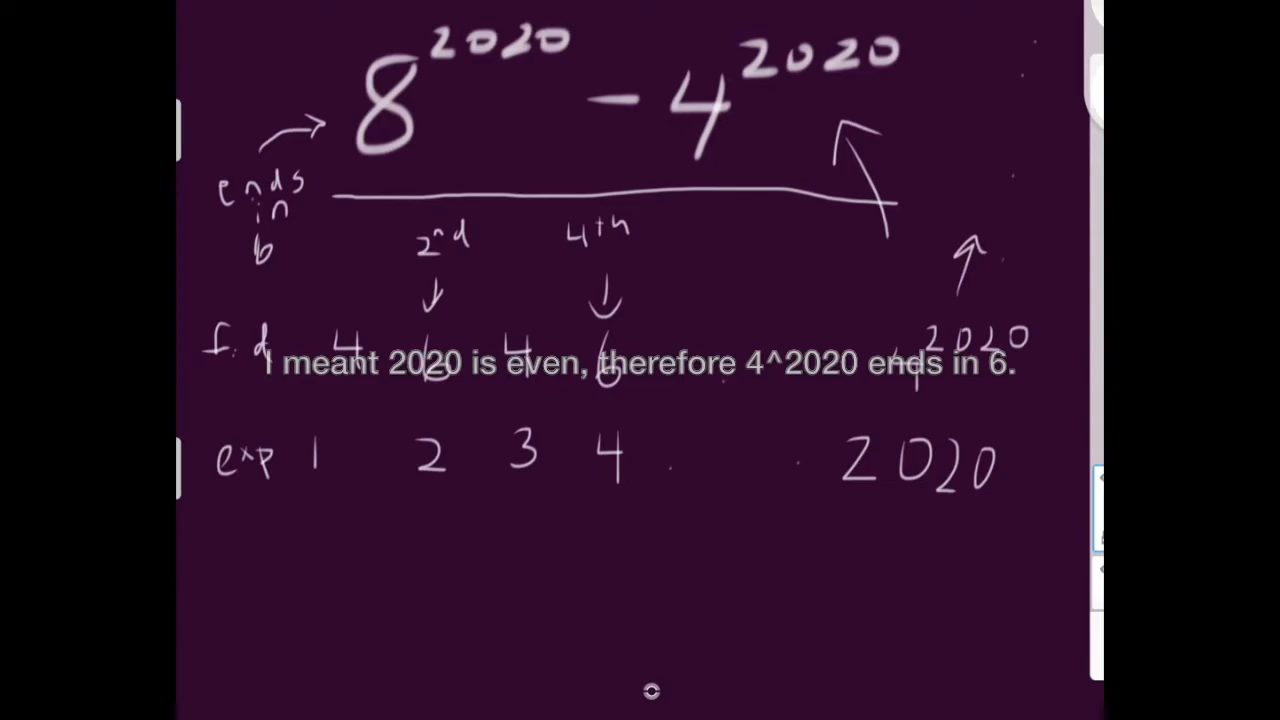 8^2020 - 4^2020
ends
in
6
2nd 4th
f.d 4 6 4 6 4^2020
I meant 2020 is even, therefore 4^2020 ends in 6.
exp 1 2 3 4 . . 2020